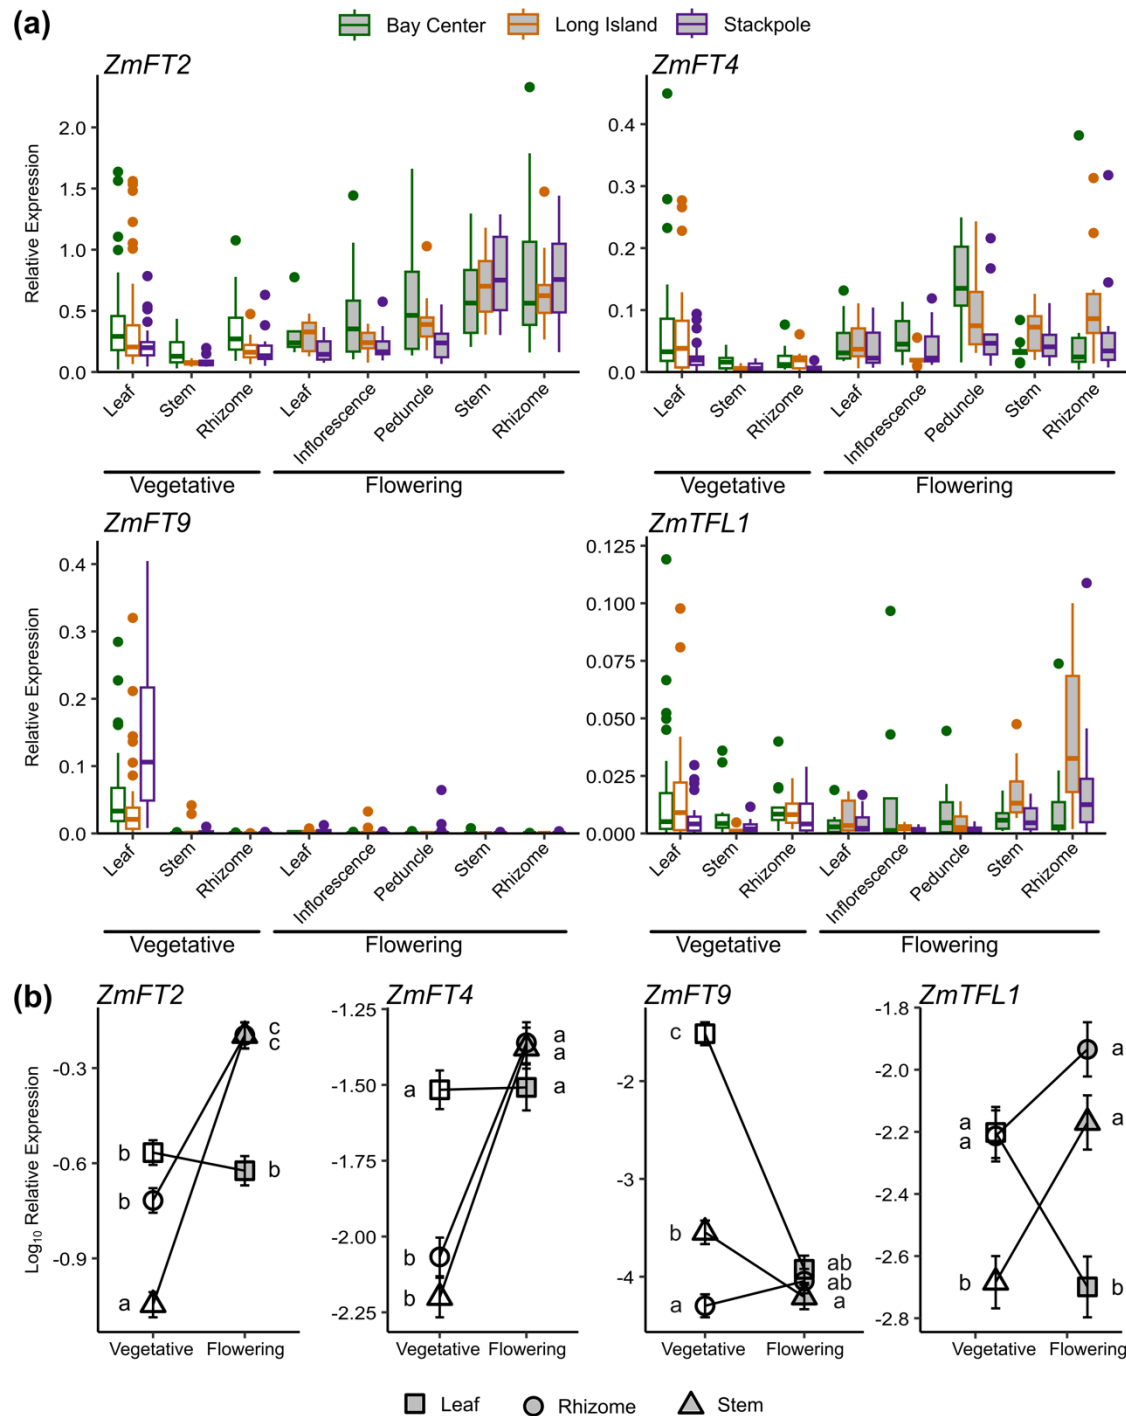 (a)
Bay Center Long Island Stackpole
ZmFT2 ZmFT4
Relative Expression
2.0
1.5
1.0
0.5
0.0
0.4
0.3
0.2
0.1
0.0
Leaf Stem Rhizome Leaf Inflorescence Peduncle Stem Rhizome
Vegetative Flowering
Leaf Stem Rhizome Leaf Inflorescence Peduncle Stem Rhizome
Vegetative Flowering
ZmFT9 ZmTFL1
Relative Expression
0.4
0.3
0.2
0.1
0.0
0.125
0.100
0.075
0.050
0.025
0.000
Leaf Stem Rhizome Leaf Inflorescence Peduncle Stem Rhizome
Vegetative Flowering
Leaf Stem Rhizome Leaf Inflorescence Peduncle Stem Rhizome
Vegetative Flowering
(b)
ZmFT2 ZmFT4 ZmFT9 ZmTFL1
Log10 Relative Expression
-0.3
-0.6
-0.9
b
b
a
c
c
b
Vegetative Flowering
-1.25
-1.50
-1.75
-2.00
-2.25
a
b
b
a
a
a
Vegetative Flowering
-2
-3
-4
c
b
a
ab
ab
a
Vegetative Flowering
-1.8
-2.0
-2.2
-2.4
-2.6
-2.8
a
a
b
a
a
b
Vegetative Flowering
Leaf Rhizome Stem